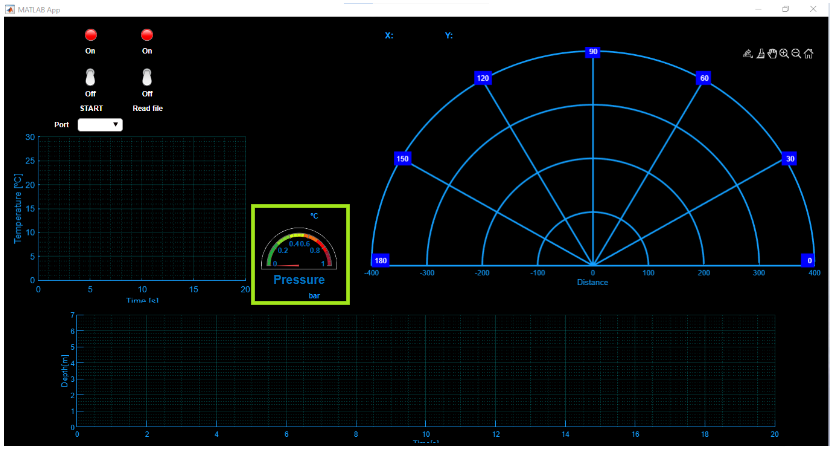 MATLAB App
X: Y:
On On
Off Off
START Read file
Port
90
120 60
150 30
180 0
-400 -300 -200 -100 0 100 200 300 400
Distance
30
25
20
15
10
5
0
Temperature [ºC]
0 5 10 15 20
Time [s]
ºC
0 0.2 0.4 0.6 0.8 1
Pressure
bar
7
6
5
4
3
2
1
0
Depth[m]
0 2 4 6 8 10 12 14 16 18 20
Time[s]